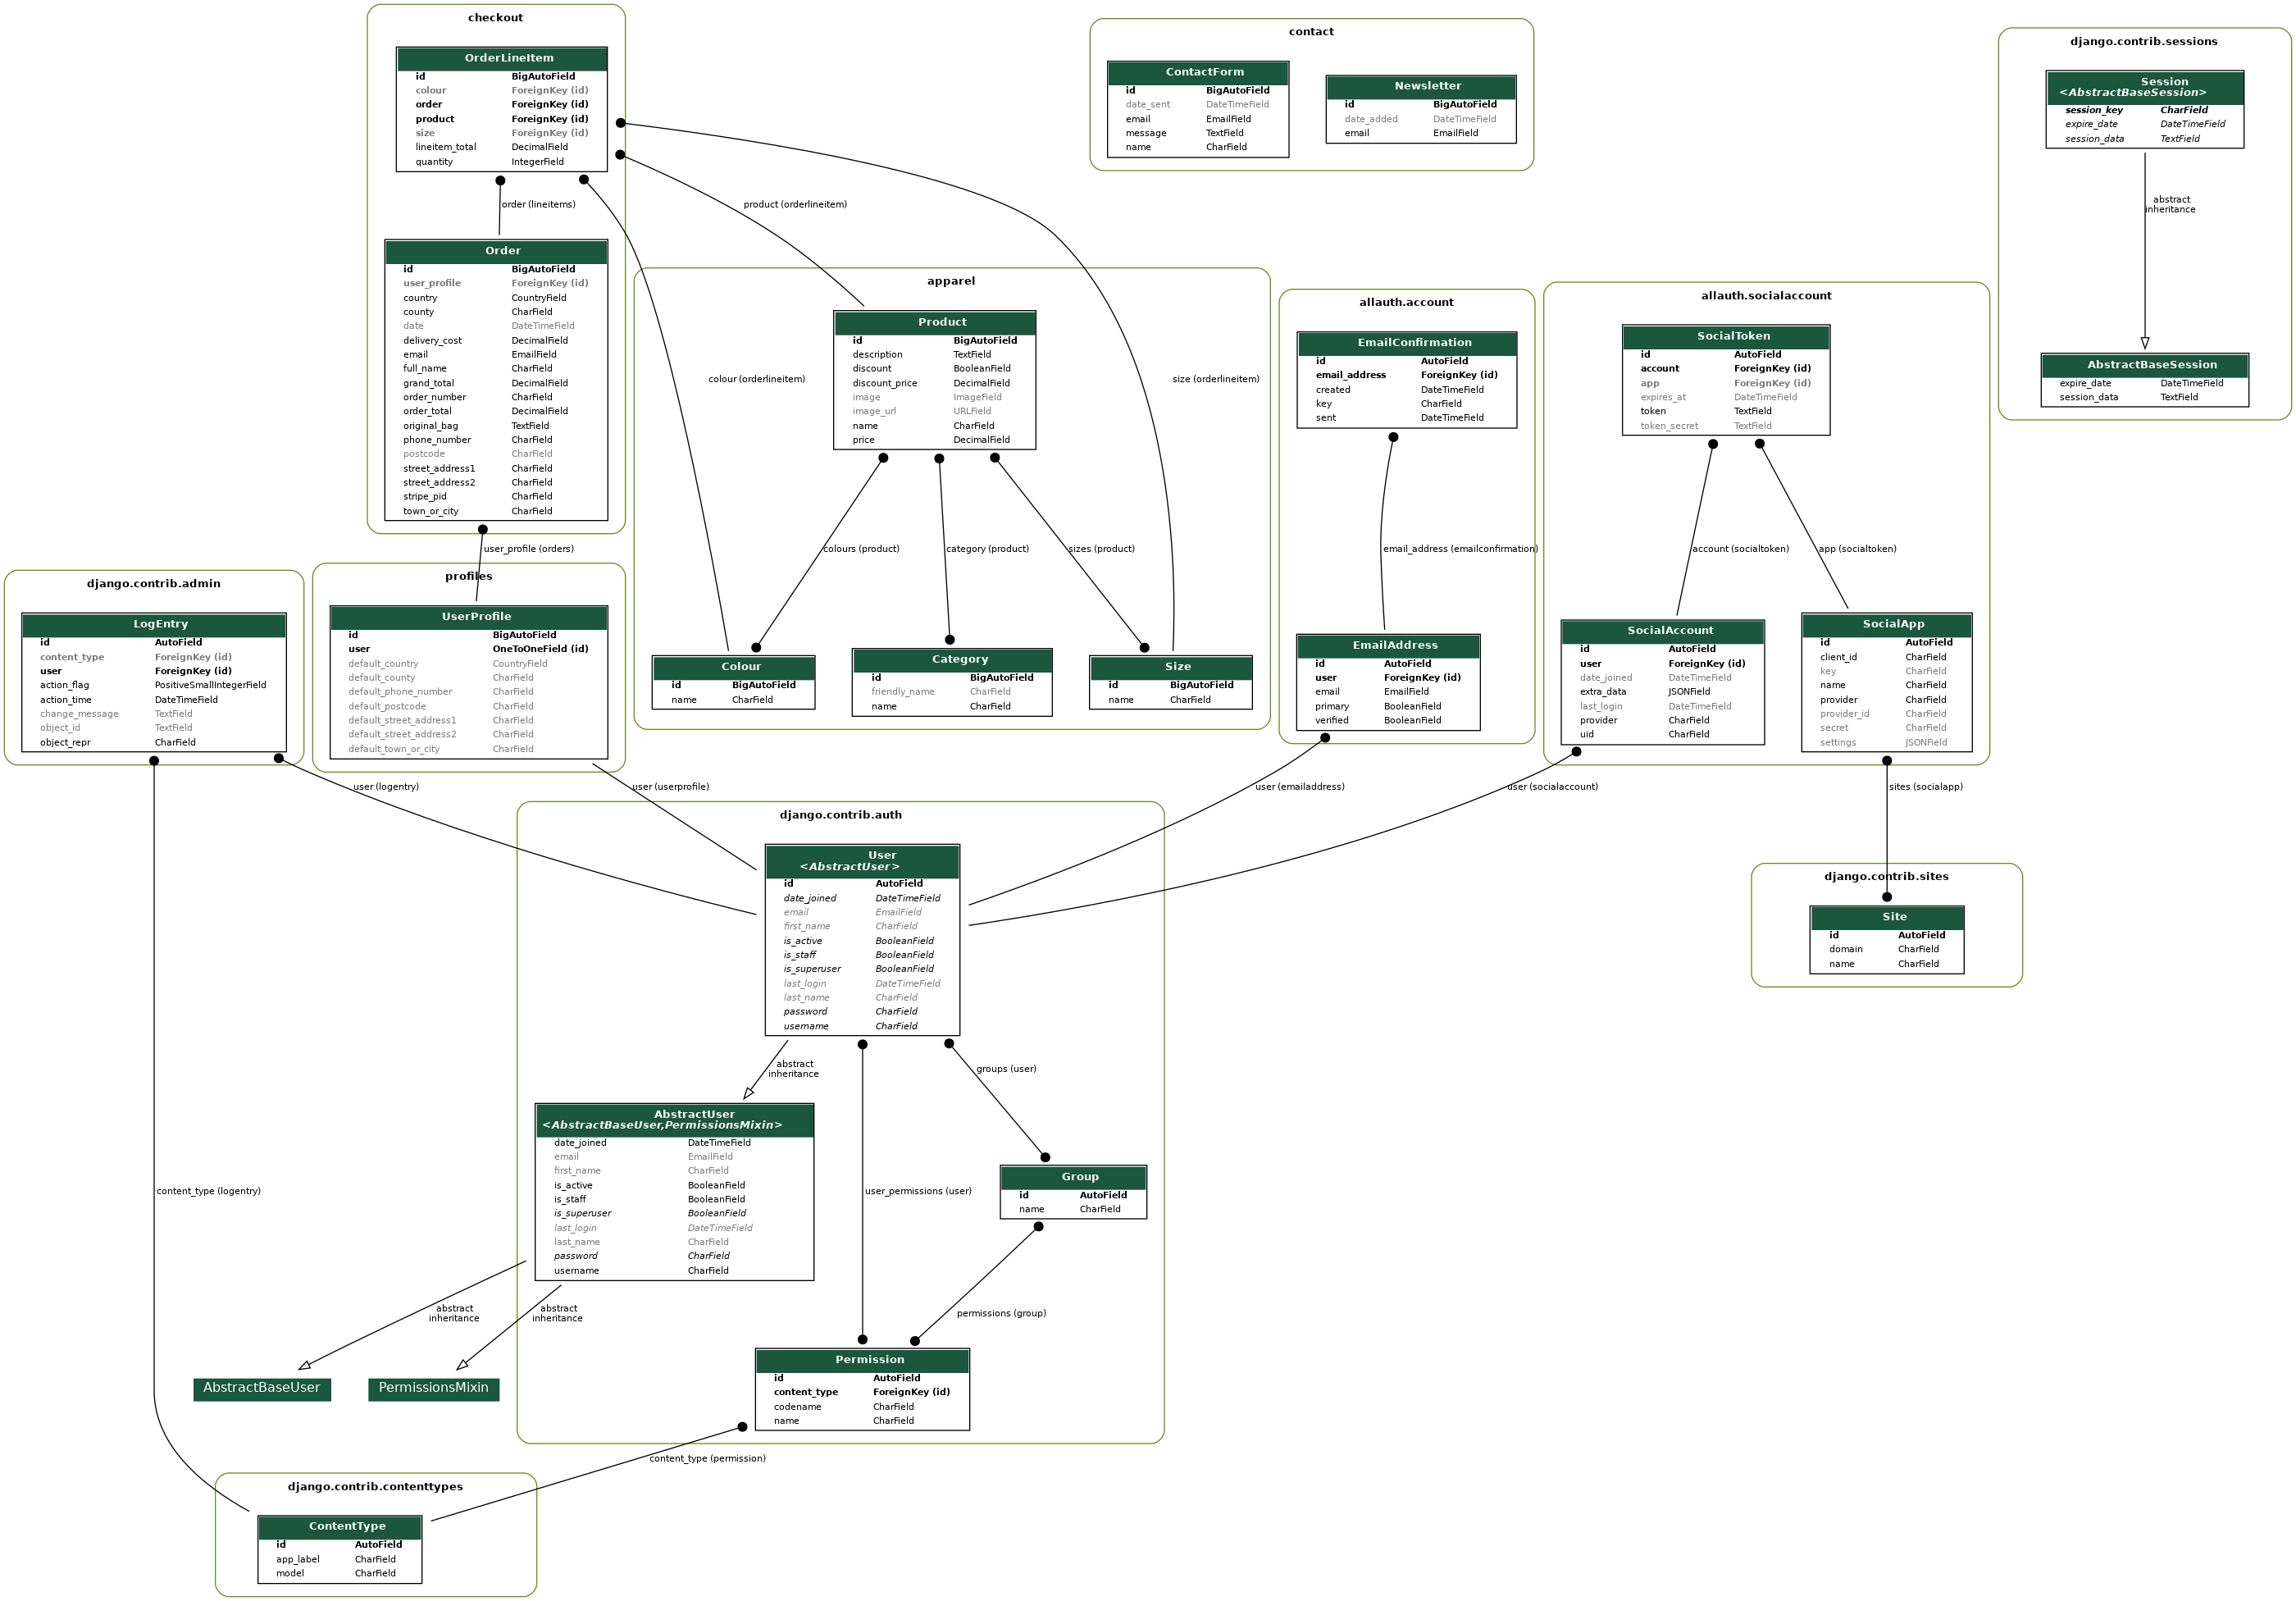 checkout
OrderLineItem
id BigAutoField
colour ForeignKey (id)
order ForeignKey (id)
product ForeignKey (id)
size ForeignKey (id)
lineitem_total DecimalField
quantity IntegerField
order (lineitems)
Order
id BigAutoField
user_profile ForeignKey (id)
country CountryField
county CharField
date DateTimeField
delivery_cost DecimalField
email EmailField
full_name CharField
grand_total DecimalField
order_number CharField
order_total DecimalField
original_bag TextField
phone_number CharField
postcode CharField
street_address1 CharField
street_address2 CharField
stripe_pid CharField
town_or_city CharField
contact
ContactForm
id BigAutoField
date_sent DateTimeField
email EmailField
message TextField
name CharField
Newsletter
id BigAutoField
date_added DateTimeField
email EmailField
django.contrib.sessions
Session
<AbstractBaseSession>
session_key CharField
expire_date DateTimeField
session_data TextField
abstract
inheritance
AbstractBaseSession
expire_date DateTimeField
session_data TextField
product (orderlineitem)
colour (orderlineitem)
size (orderlineitem)
apparel
Product
id BigAutoField
description TextField
discount BooleanField
discount_price DecimalField
image ImageField
image_url URLField
name CharField
price DecimalField
colours (product)
category (product)
sizes (product)
Colour
id BigAutoField
name CharField
Category
id BigAutoField
friendly_name CharField
name CharField
Size
id BigAutoField
name CharField
allauth.account
EmailConfirmation
id AutoField
email_address ForeignKey (id)
created DateTimeField
key CharField
sent DateTimeField
email_address (emailconfirmation)
EmailAddress
id AutoField
user ForeignKey (id)
email EmailField
primary BooleanField
verified BooleanField
allauth.socialaccount
SocialToken
id AutoField
account ForeignKey (id)
app ForeignKey (id)
expires_at DateTimeField
token TextField
token_secret TextField
account (socialtoken)
app (socialtoken)
SocialAccount
id AutoField
user ForeignKey (id)
date_joined DateTimeField
extra_data JSONField
last_login DateTimeField
provider CharField
uid CharField
SocialApp
id AutoField
client_id CharField
key CharField
name CharField
provider CharField
provider_id CharField
secret CharField
settings JSONField
user_profile (orders)
django.contrib.admin
LogEntry
id AutoField
content_type ForeignKey (id)
user ForeignKey (id)
action_flag PositiveSmallIntegerField
action_time DateTimeField
change_message TextField
object_id TextField
object_repr CharField
profiles
UserProfile
id BigAutoField
user OneToOneField (id)
default_country CountryField
default_county CharField
default_phone_number CharField
default_postcode CharField
default_street_address1 CharField
default_street_address2 CharField
default_town_or_city CharField
user (logentry)
user (userprofile)
user (emailaddress)
user (socialaccount)
sites (socialapp)
django.contrib.sites
Site
id AutoField
domain CharField
name CharField
django.contrib.auth
User
<AbstractUser>
id AutoField
date_joined DateTimeField
email EmailField
first_name CharField
is_active BooleanField
is_staff BooleanField
is_superuser BooleanField
last_login DateTimeField
last_name CharField
password CharField
username CharField
abstract
inheritance
groups (user)
AbstractUser
<AbstractBaseUser,PermissionsMixin>
date_joined DateTimeField
email EmailField
first_name CharField
is_active BooleanField
is_staff BooleanField
is_superuser BooleanField
last_login DateTimeField
last_name CharField
password CharField
username CharField
content_type (logentry)
user_permissions (user)
Group
id AutoField
name CharField
abstract
inheritance
abstract
inheritance
permissions (group)
AbstractBaseUser
PermissionsMixin
Permission
id AutoField
content_type ForeignKey (id)
codename CharField
name CharField
content_type (permission)
django.contrib.contenttypes
ContentType
id AutoField
app_label CharField
model CharField